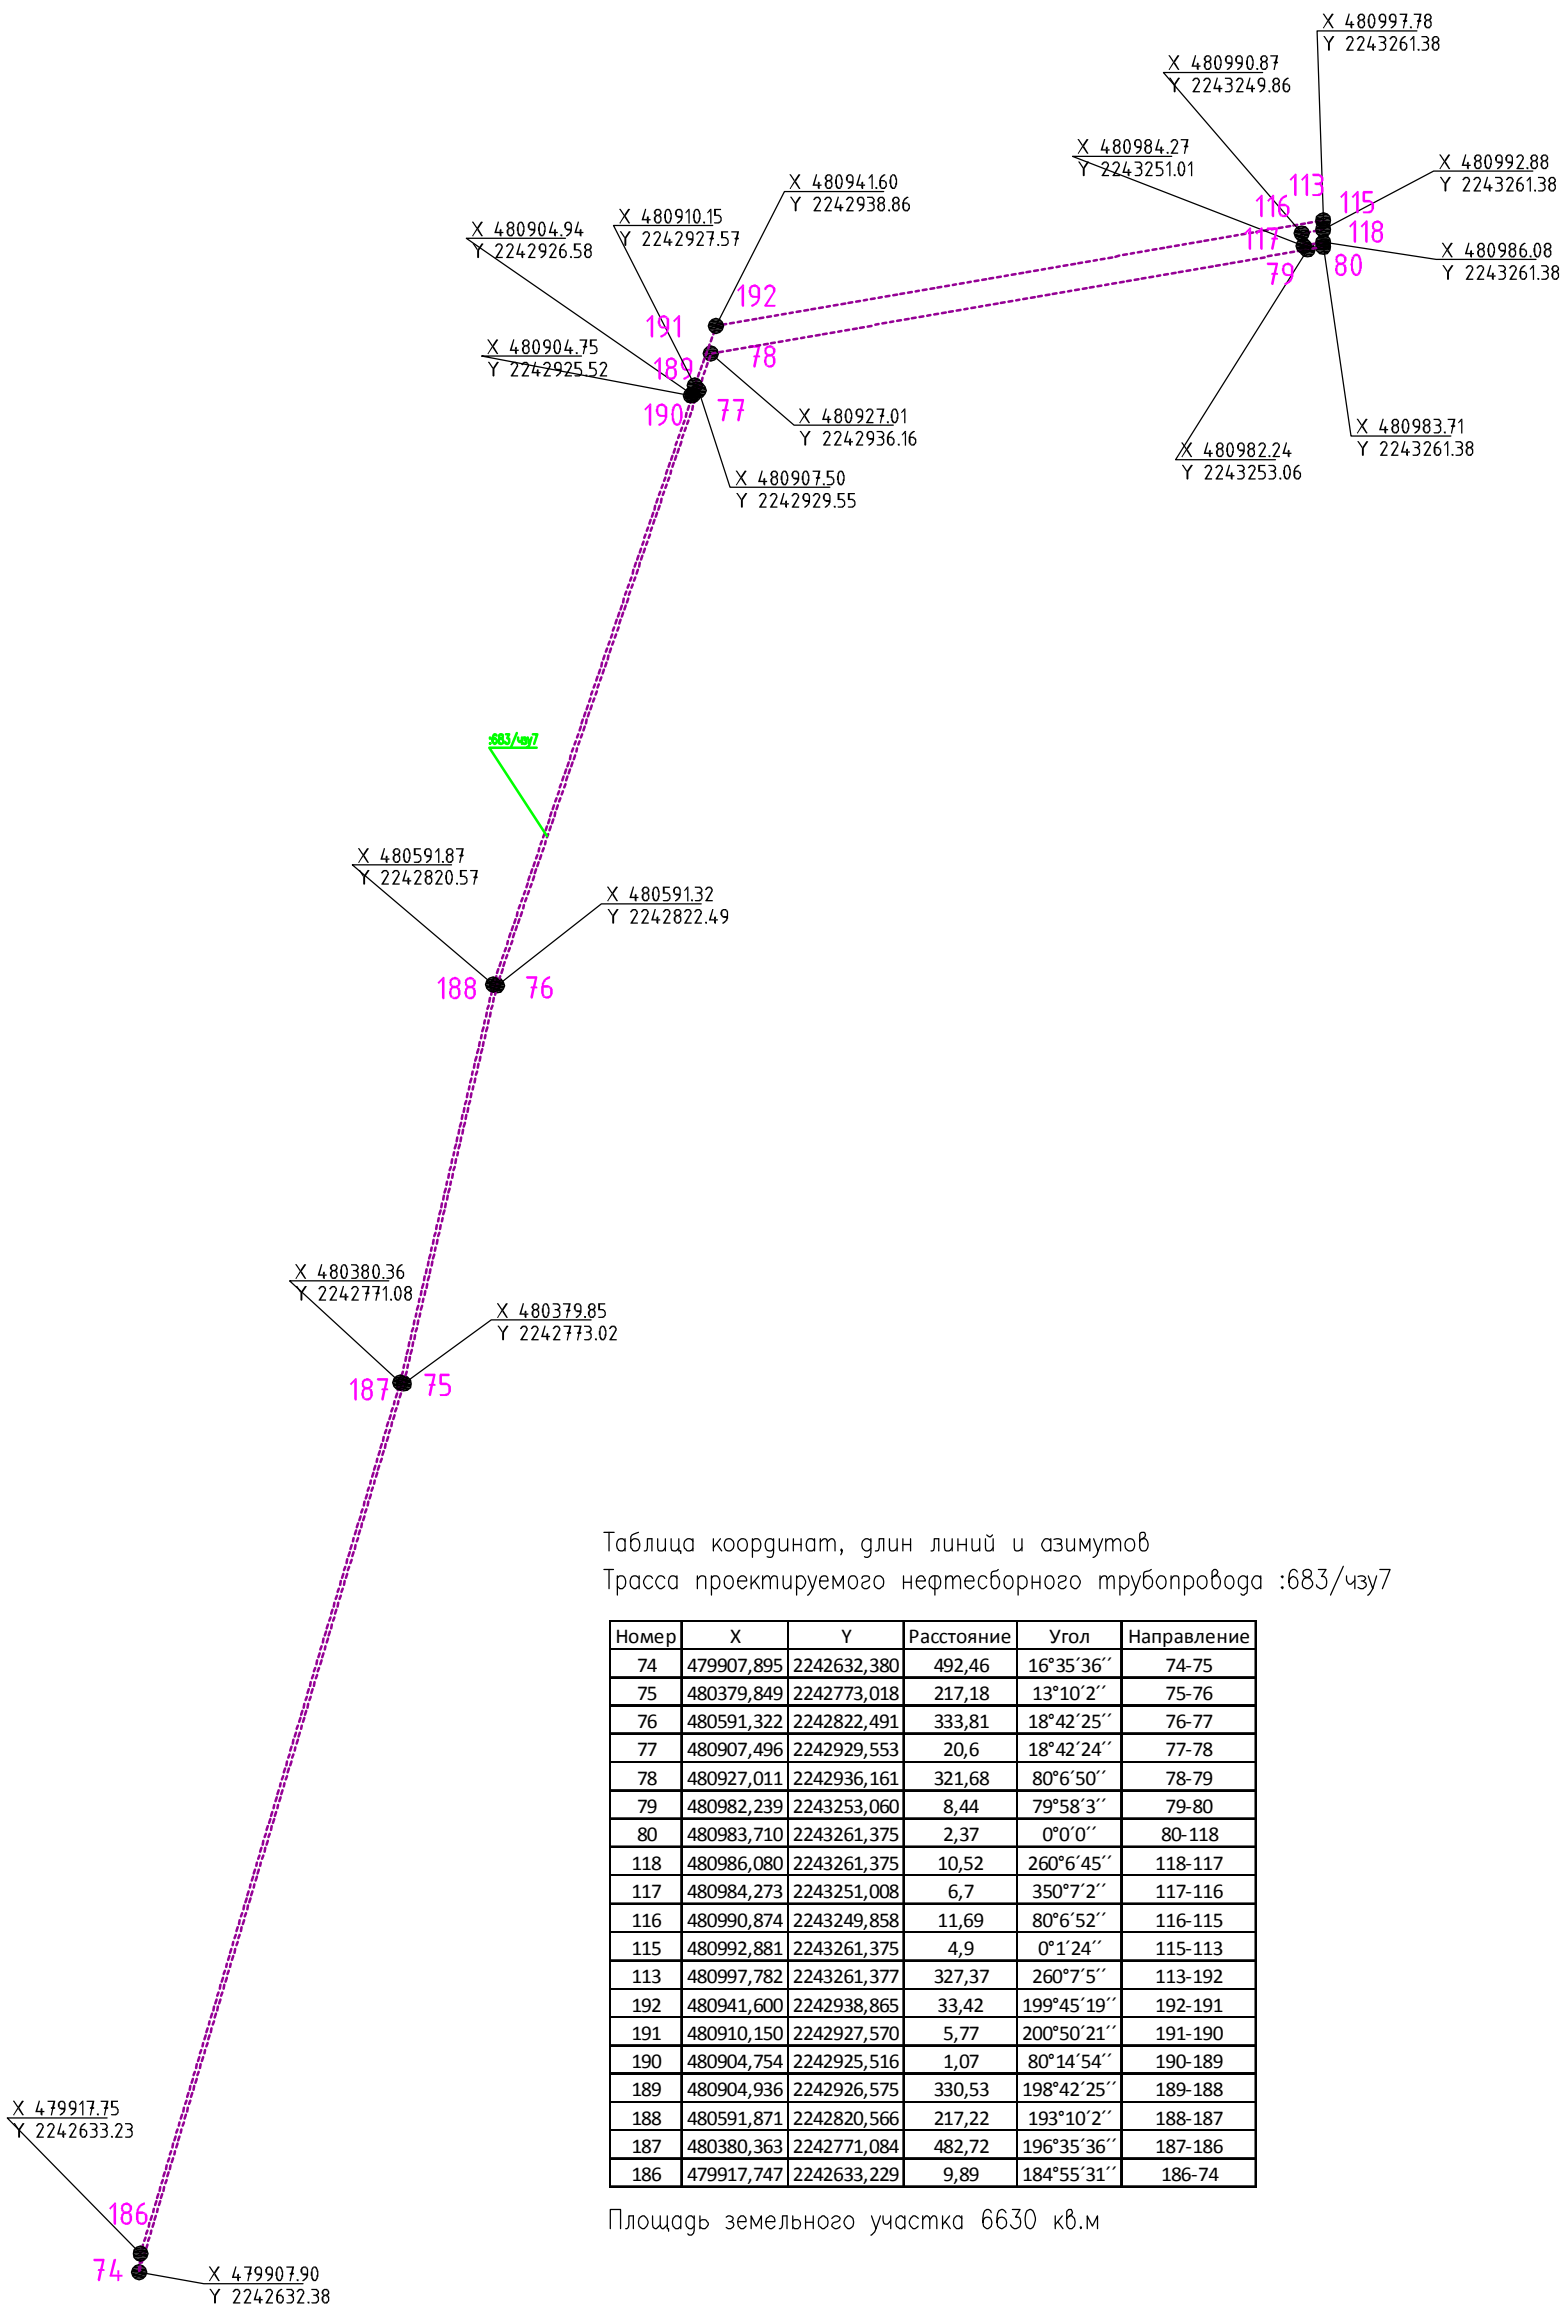 X 480997.78
Y 2243261.38
X 480990.87
Y 2243249.86
X 480984.27
Y 2243251.01
X 480992.88
Y 2243261.38
113
115
116
118
117
80
79
X 480986.08
Y 2243261.38
X 480941.60
Y 2242938.86
X 480910.15
Y 2242927.57
X 480904.94
Y 2242926.58
192
191
78
189
77
190
X 480904.75
Y 2242925.52
X 480927.01
Y 2242936.16
X 480983.71
Y 2243261.38
X 480982.24
Y 2243253.06
X 480907.50
Y 2242929.55
:683/чзу7
X 480591.87
Y 2242820.57
X 480591.32
Y 2242822.49
188
76
X 480380.36
Y 2242771.08
X 480379.85
Y 2242773.02
187
75
Таблица координат, длин линий и азимутов
Трасса проектируемого нефтесборного трубопровода :683/чзу7
Номер X Y Расстояние Угол Направление
74 479907,895 2242632,380 492,46 16°35´36´´ 74-75
75 480379,849 2242773,018 217,18 13°10´2´´ 75-76
76 480591,322 2242822,491 333,81 18°42´25´´ 76-77
77 480907,496 2242929,553 20,6 18°42´24´´ 77-78
78 480927,011 2242936,161 321,68 80°6´50´´ 78-79
79 480982,239 2243253,060 8,44 79°58´3´´ 79-80
80 480983,710 2243261,375 2,37 0°0´0´´ 80-118
118 480986,080 2243261,375 10,52 260°6´45´´ 118-117
117 480984,273 2243251,008 6,7 350°7´2´´ 117-116
116 480990,874 2243249,858 11,69 80°6´52´´ 116-115
115 480992,881 2243261,375 4,9 0°1´24´´ 115-113
113 480997,782 2243261,377 327,37 260°7´5´´ 113-192
192 480941,600 2242938,865 33,42 199°45´19´´ 192-191
191 480910,150 2242927,570 5,77 200°50´21´´ 191-190
190 480904,754 2242925,516 1,07 80°14´54´´ 190-189
189 480904,936 2242926,575 330,53 198°42´25´´ 189-188
188 480591,871 2242820,566 217,22 193°10´2´´ 188-187
187 480380,363 2242771,084 482,72 196°35´36´´ 187-186
186 479917,747 2242633,229 9,89 184°55´31´´ 186-74
Площадь земельного участка 6630 кв.м
X 479917.75
Y 2242633.23
186
74
X 479907.90
Y 2242632.38